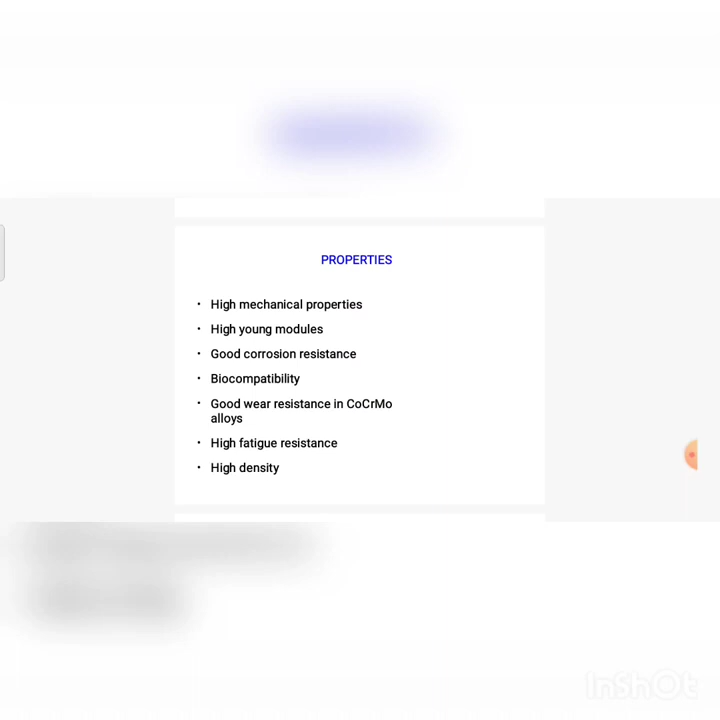 PROPERTIES
• High mechanical properties
• High young modules
• Good corrosion resistance
• Biocompatibility
• Good wear resistance in CoCrMo
alloys
• High fatigue resistance
• High density
InShOt